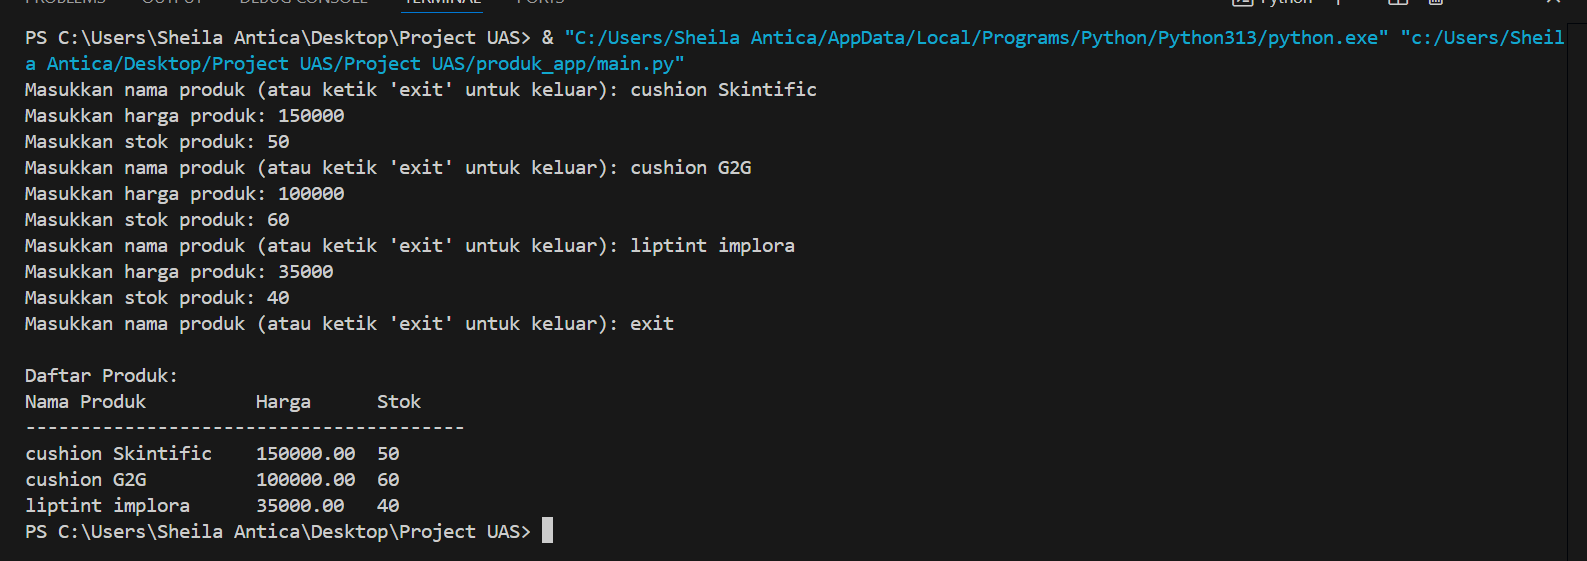 PROBLEMS OUTPUT DEBUG CONSOLE TERMINAL PORTS Python
PS C:\Users\Sheila Antica\Desktop\Project UAS> & "C:/Users/Sheila Antica/AppData/Local/Programs/Python/Python313/python.exe" "c:/Users/Sheil
a Antica/Desktop/Project UAS/Project UAS/produk_app/main.py"
Masukkan nama produk (atau ketik 'exit' untuk keluar): cushion Skintific
Masukkan harga produk: 150000
Masukkan stok produk: 50
Masukkan nama produk (atau ketik 'exit' untuk keluar): cushion G2G
Masukkan harga produk: 100000
Masukkan stok produk: 60
Masukkan nama produk (atau ketik 'exit' untuk keluar): liptint implora
Masukkan harga produk: 35000
Masukkan stok produk: 40
Masukkan nama produk (atau ketik 'exit' untuk keluar): exit
Daftar Produk:
Nama Produk Harga Stok
----------------------------------------
cushion Skintific 150000.00 50
cushion G2G 100000.00 60
liptint implora 35000.00 40
PS C:\Users\Sheila Antica\Desktop\Project UAS>